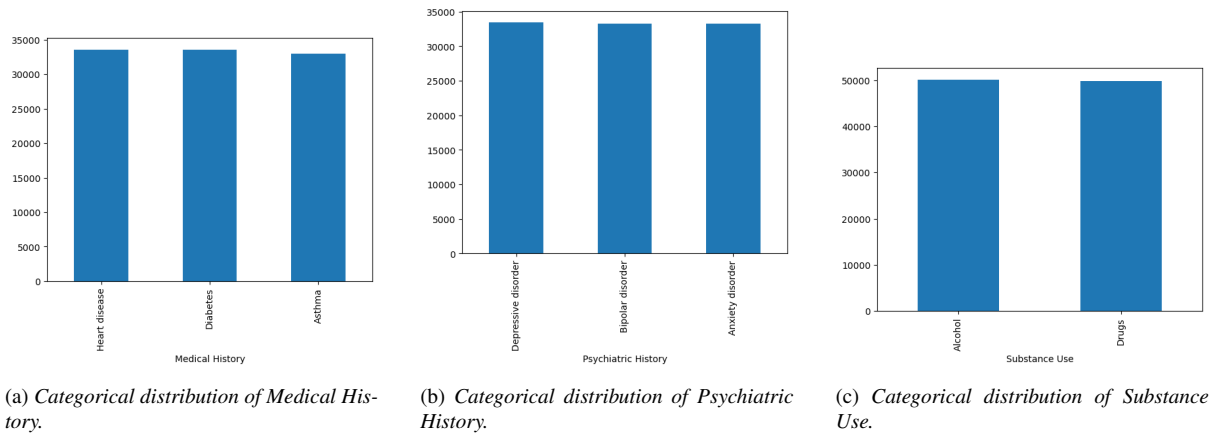 35000
30000
25000
20000
15000
10000
5000
0
Heart disease
Diabetes
Asthma
Medical History
(a) Categorical distribution of Medical His-
tory.
35000
30000
25000
20000
15000
10000
5000
0
Depressive disorder
Bipolar disorder
Anxiety disorder
Psychiatric History
(b) Categorical distribution of Psychiatric
History.
50000
40000
30000
20000
10000
0
Alcohol
Drugs
Substance Use
(c) Categorical distribution of Substance
Use.